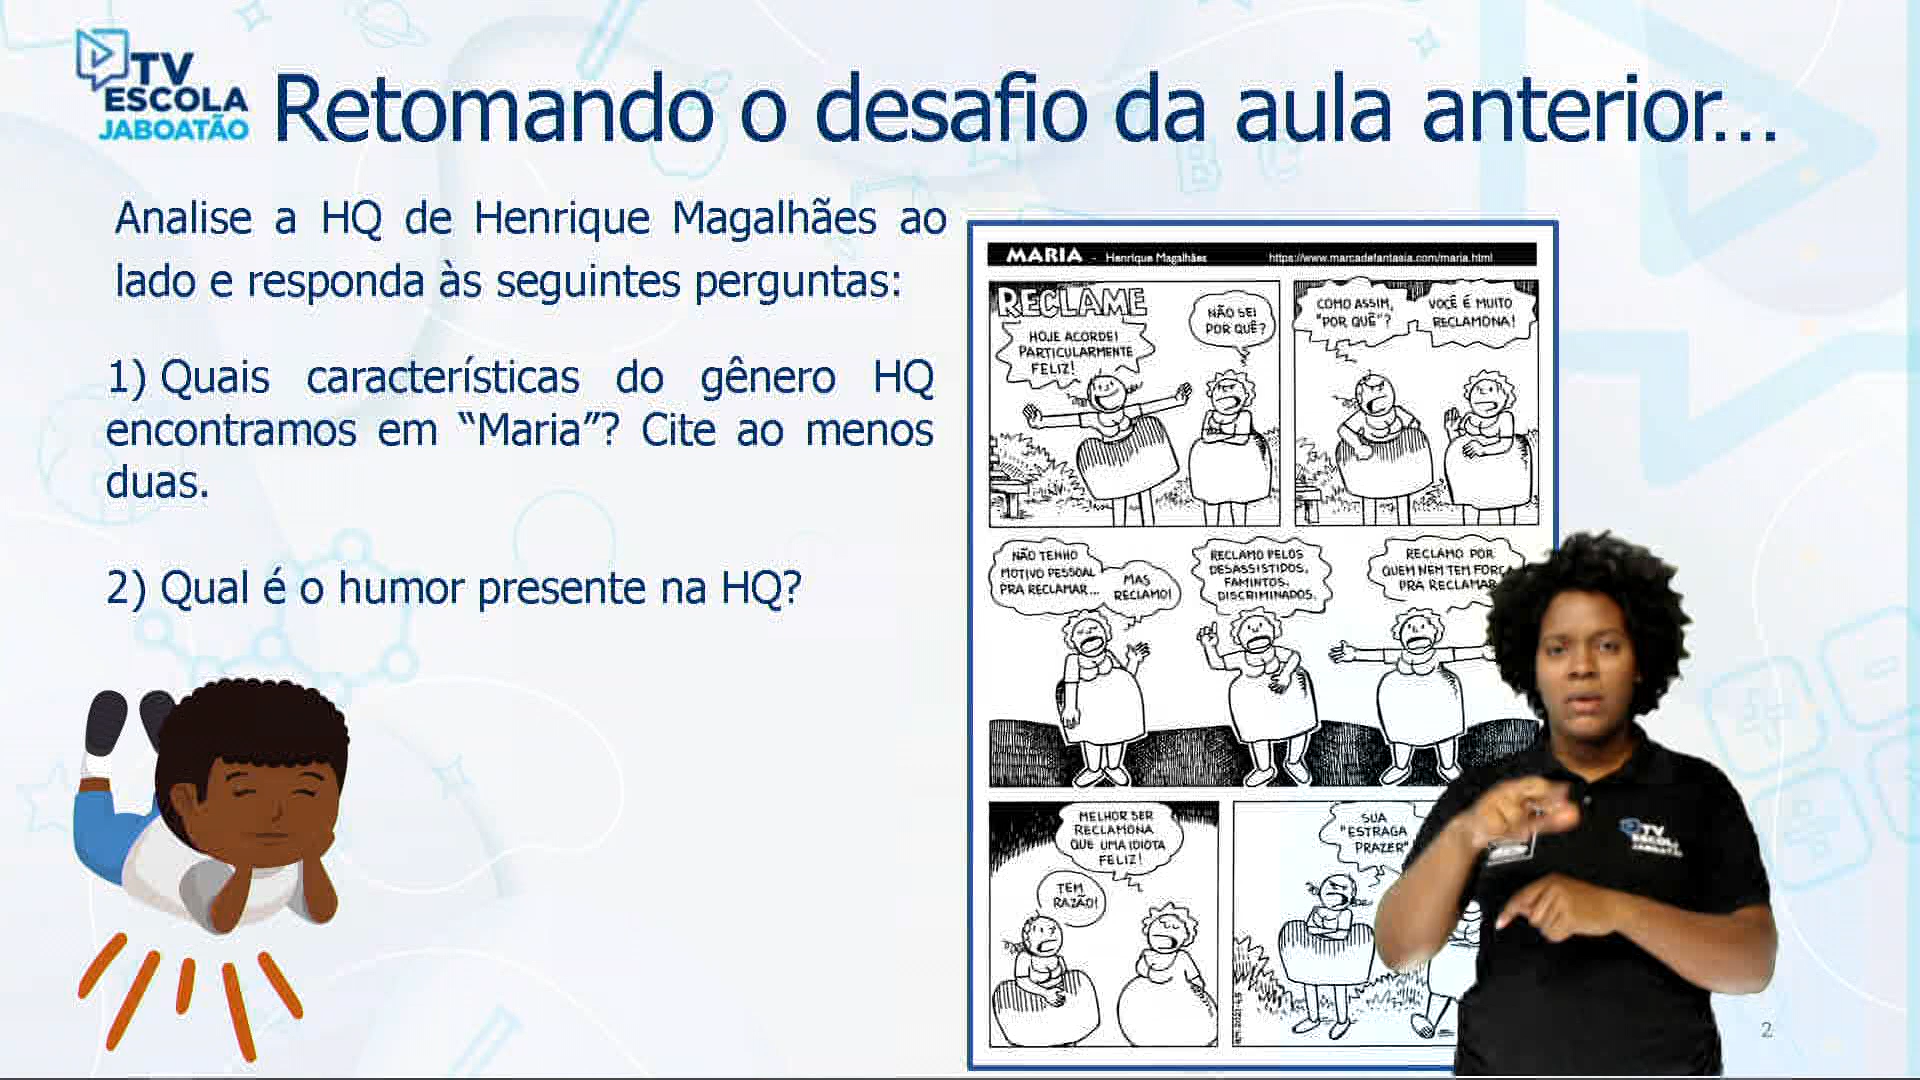 TV
ESCOLA
JABOATÃO
Retomando o desafio da aula anterior...
Analise a HQ de Henrique Magalhães ao
lado e responda às seguintes perguntas:
1) Quais características do gênero HQ
encontramos em “Maria”? Cite ao menos
duas.
2) Qual é o humor presente na HQ?
MARIA - Henrique Magalhães https://www.marcadefantasia.com/maria.html
RECLAME
HOJE ACORDEI
PARTICULARMENTE
FELIZ!
NÃO SEI
POR QUÊ?
COMO ASSIM,
"POR QUÊ"?
VOCÊ É MUITO
RECLAMONA!
NÃO TENHO
MOTIVO PESSOAL
PRA RECLAMAR...
MAS
RECLAMO!
RECLAMO PELOS
DESASSISTIDOS,
FAMINTOS,
DISCRIMINADOS,
RECLAMO POR
QUEM NEM TEM FORÇA
PRA RECLAMAR
MELHOR SER
RECLAMONA
QUE UMA IDIOTA
FELIZ!
TEM
RAZÃO!
SUA
"ESTRAGA
PRAZER"
TV
ESCOLA
JABOATÃO
2